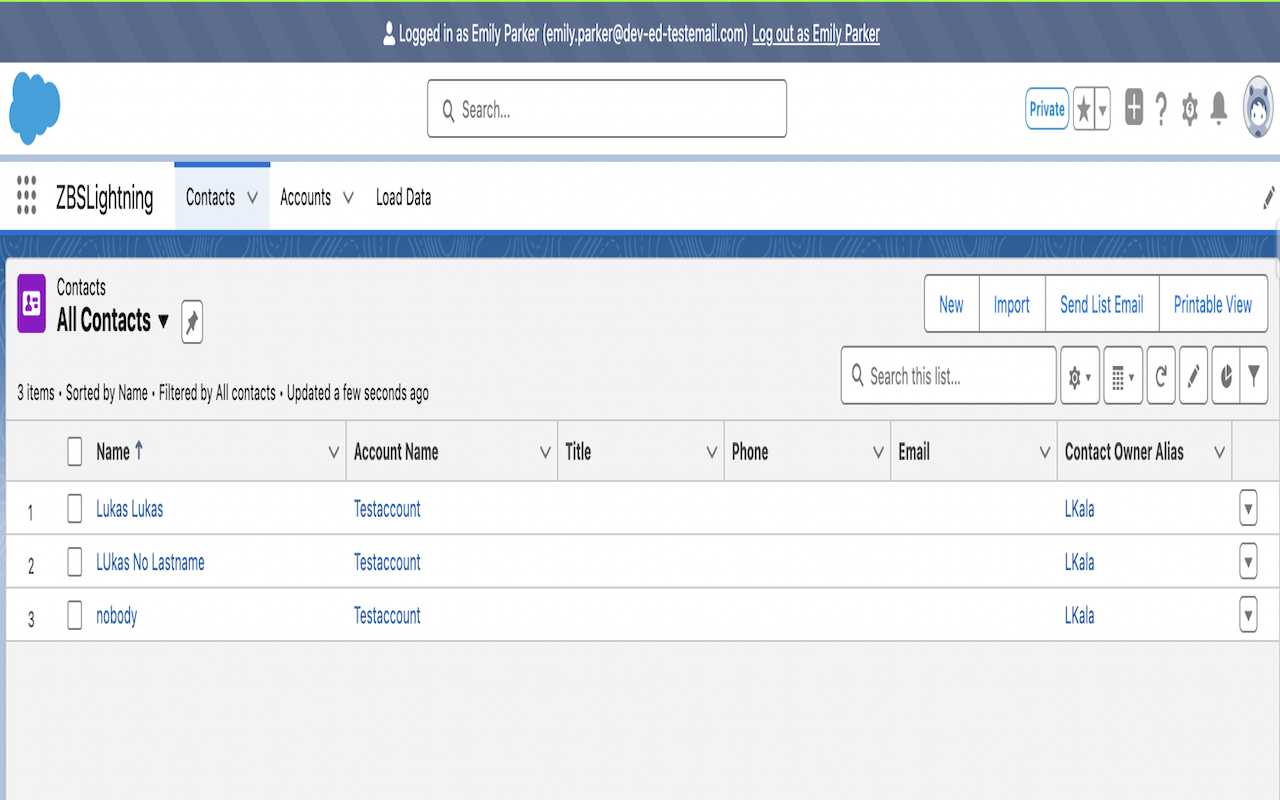 Logged in as Emily Parker (emily.parker@dev-ed-testemail.com) Log out as Emily Parker
Search...
Private
ZBSLightning Contacts Accounts Load Data
Contacts
All Contacts
New Import Send List Email Printable View
3 items • Sorted by Name • Filtered by All contacts • Updated a few seconds ago
Search this list...
Name Account Name Title Phone Email Contact Owner Alias
1 Lukas Lukas Testaccount LKala
2 LUkas No Lastname Testaccount LKala
3 nobody Testaccount LKala